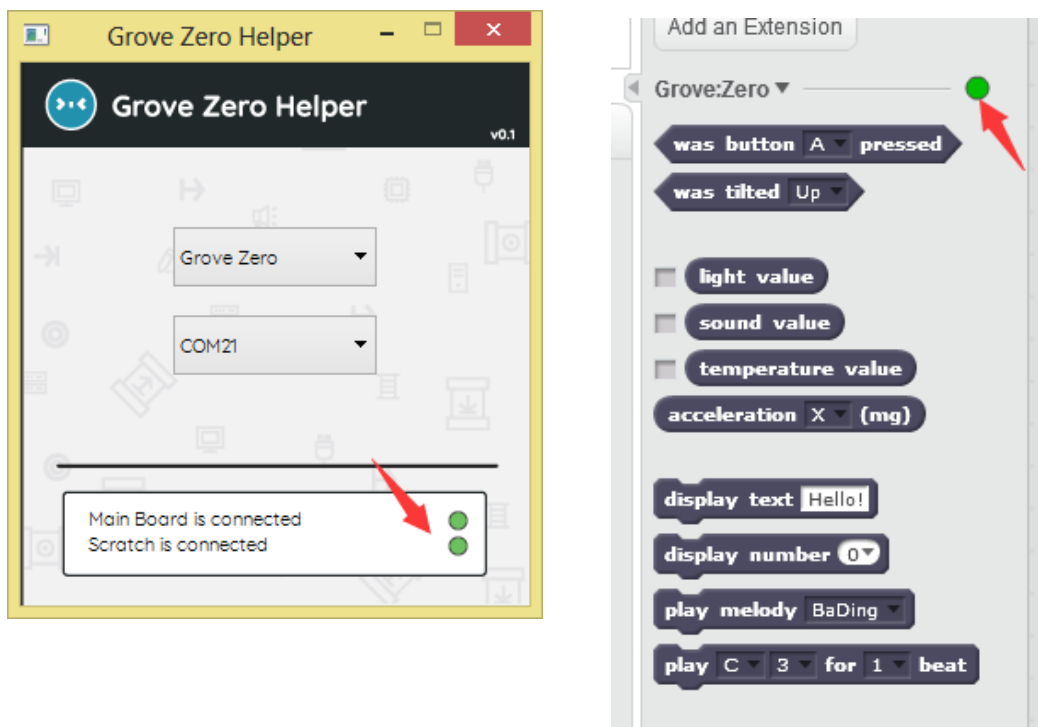 Grove Zero Helper
Grove Zero Helper
v0.1
Grove Zero
COM21
Main Board is connected
Scratch is connected
Add an Extension
Grove:Zero
was button A pressed
was tilted Up
light value
sound value
temperature value
acceleration X (mg)
display text Hello!
display number 0
play melody BaDing
play C 3 for 1 beat